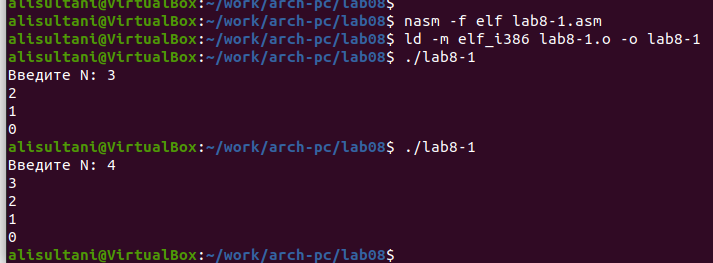 alisultani@VirtualBox:~/work/arch-pc/lab08$
alisultani@VirtualBox:~/work/arch-pc/lab08$ nasm -f elf lab8-1.asm
alisultani@VirtualBox:~/work/arch-pc/lab08$ ld -m elf_i386 lab8-1.o -o lab8-1
alisultani@VirtualBox:~/work/arch-pc/lab08$ ./lab8-1
Введите N: 3
2
1
0
alisultani@VirtualBox:~/work/arch-pc/lab08$ ./lab8-1
Введите N: 4
3
2
1
0
alisultani@VirtualBox:~/work/arch-pc/lab08$